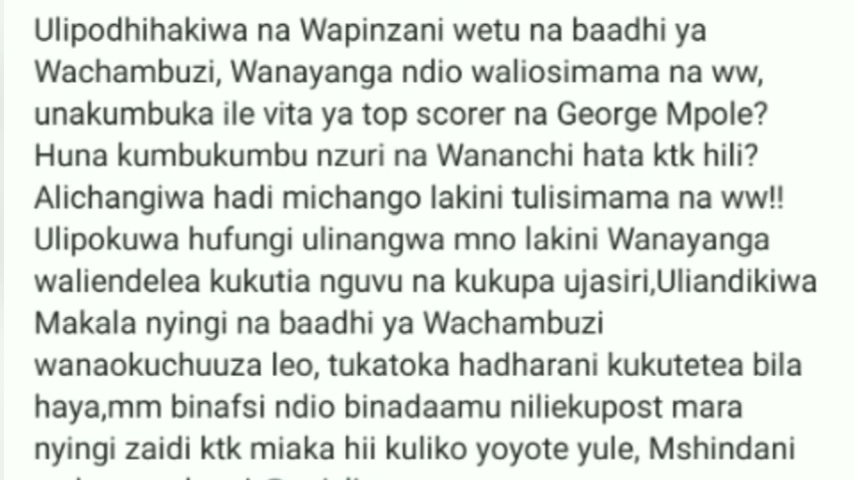 Ulipodhihakiwa na Wapinzani wetu na baadhi ya
Wachambuzi, Wanayanga ndio waliosimama na ww,
unakumbuka ile vita ya top scorer na George Mpole?
Huna kumbukumbu nzuri na Wananchi hata ktk hili?
Alichangiwa hadi michango lakini tulisimama na ww!!
Ulipokuwa hufungi ulinangwa mno lakini Wanayanga
waliendelea kukutia nguvu na kukupa ujasiri,Uliandikiwa
Makala nyingi na baadhi ya Wachambuzi
wanaokuchuuza leo, tukatoka hadharani kukutetea bila
haya,mm binafsi ndio binadaamu niliekupost mara
nyingi zaidi ktk miaka hii kuliko yoyote yule, Mshindani